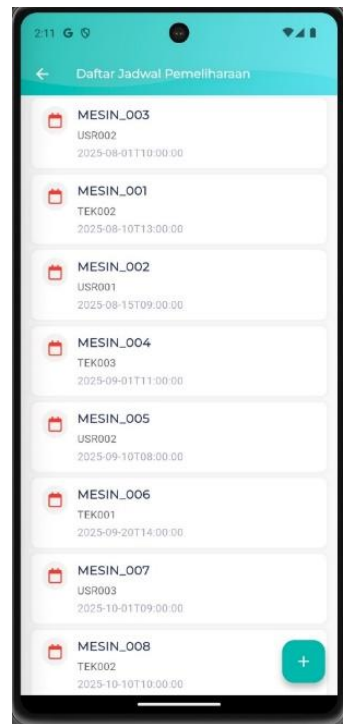 2:11 G
Daftar Jadwal Pemeliharaan
MESIN_003
USR002
2025-08-01T10:00:00
MESIN_001
TEK002
2025-08-10T13:00:00
MESIN_002
USR001
2025-08-15T09:00:00
MESIN_004
TEK003
2025-09-01T11:00:00
MESIN_005
USR002
2025-09-10T08:00:00
MESIN_006
TEK001
2025-09-20T14:00:00
MESIN_007
USR003
2025-10-01T09:00:00
MESIN_008
TEK002
2025-10-10T10:00:00
+